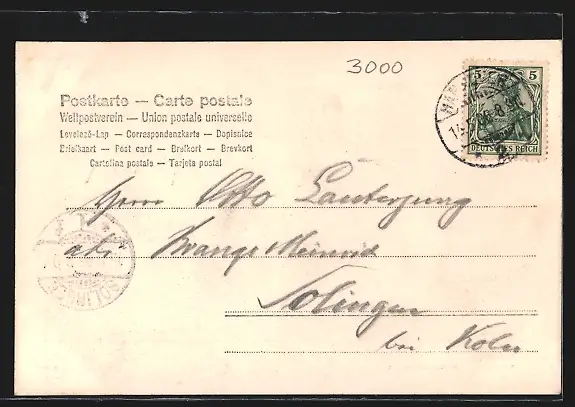 3000
5 5
DEUTSCHES REICH
Postkarte — Carte postale
Weltpostverein — Union postale universelle
Levelező-Lap — Correspondenzkarte — Dopisnice
Briefkaart — Post card — Brefkort — Brevkort
Cartolina postale — Tarjeta postal
Herrn Otto Lauterjung
Solingen
bei Köln
SOLINGEN